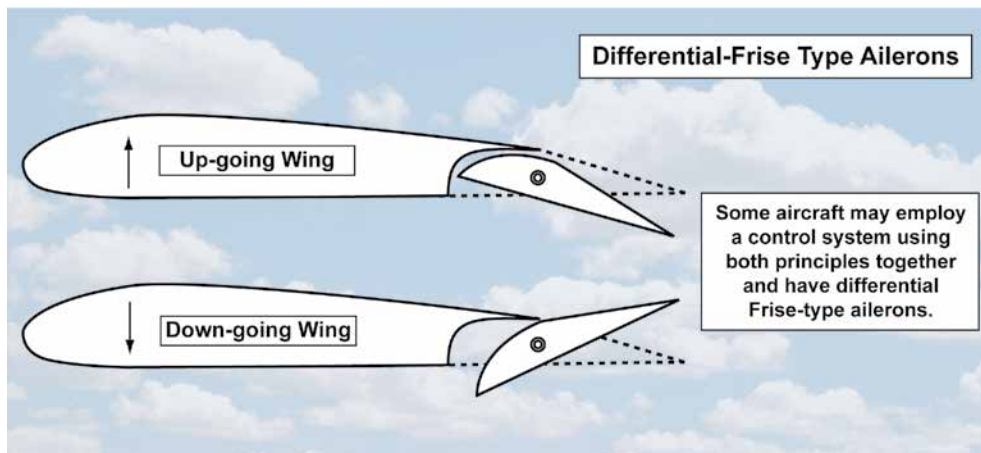 Differential-Frise Type Ailerons
Up-going Wing
Some aircraft may employ
a control system using
both principles together
and have differential
Frise-type ailerons.
Down-going Wing